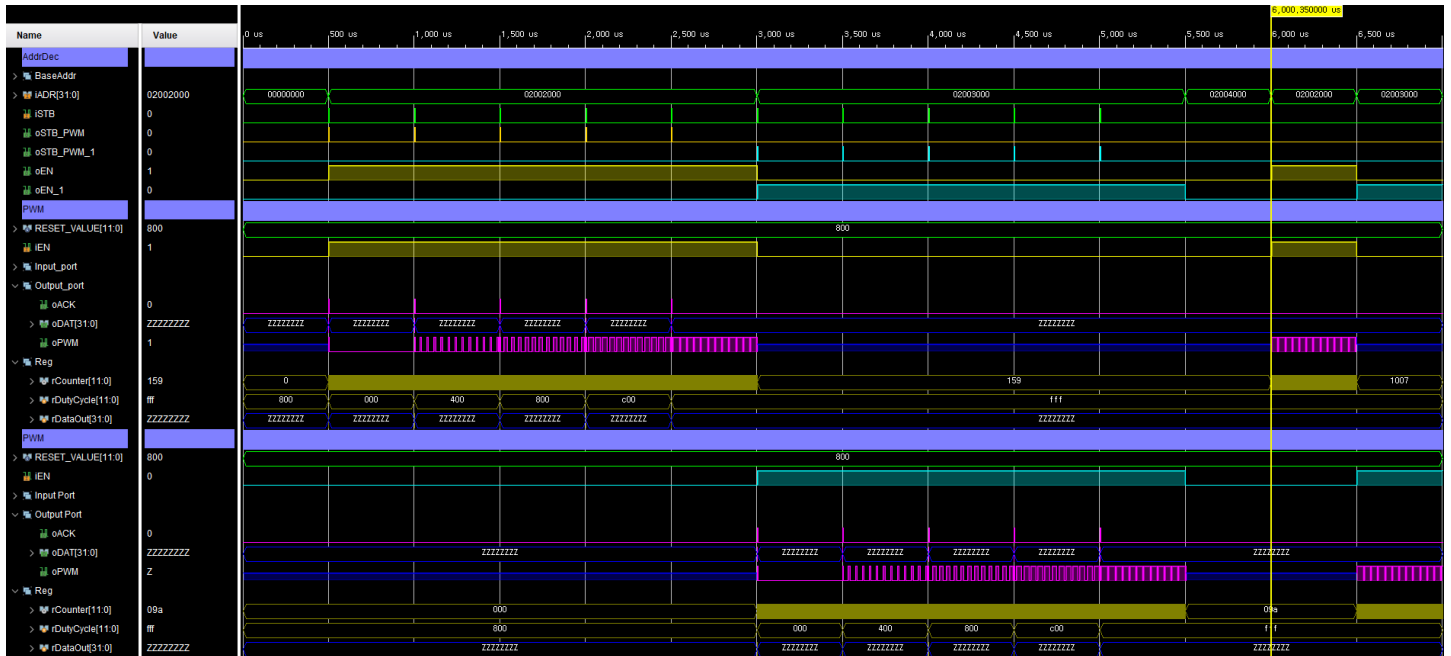 6,000.350000 us
Name Value 0 us 500 us 1,000 us 1,500 us 2,000 us 2,500 us 3,000 us 3,500 us 4,000 us 4,500 us 5,000 us 5,500 us 6,000 us 6,500 us
AddrDec
BaseAddr
iADR[31:0] 02002000 00000000 02002000 02003000 02004000 02002000 02003000
iSTB 0
oSTB_PWM 0
oSTB_PWM_1 0
oEN 1
oEN_1 0
PWM
RESET_VALUE[11:0] 800 800
iEN 1
Input_port
Output_port
oACK 0
oDAT[31:0] ZZZZZZZZ ZZZZZZZZ ZZZZZZZZ ZZZZZZZZ ZZZZZZZZ ZZZZZZZZ ZZZZZZZZ
oPWM 1
Reg
rCounter[11:0] 159 0 159 1007
rDutyCycle[11:0] fff 800 000 400 800 c00 fff
rDataOut[31:0] ZZZZZZZZ ZZZZZZZZ ZZZZZZZZ ZZZZZZZZ ZZZZZZZZ ZZZZZZZZ ZZZZZZZZ
PWM
RESET_VALUE[11:0] 800 800
iEN 0
Input Port
Output Port
oACK 0
oDAT[31:0] ZZZZZZZZ ZZZZZZZZ ZZZZZZZZ ZZZZZZZZ ZZZZZZZZ ZZZZZZZZ ZZZZZZZZ
oPWM Z
Reg
rCounter[11:0] 09a 000 09a
rDutyCycle[11:0] fff 800 000 400 800 c00 fff
rDataOut[31:0] ZZZZZZZZ ZZZZZZZZ ZZZZZZZZ ZZZZZZZZ ZZZZZZZZ ZZZZZZZZ ZZZZZZZZ